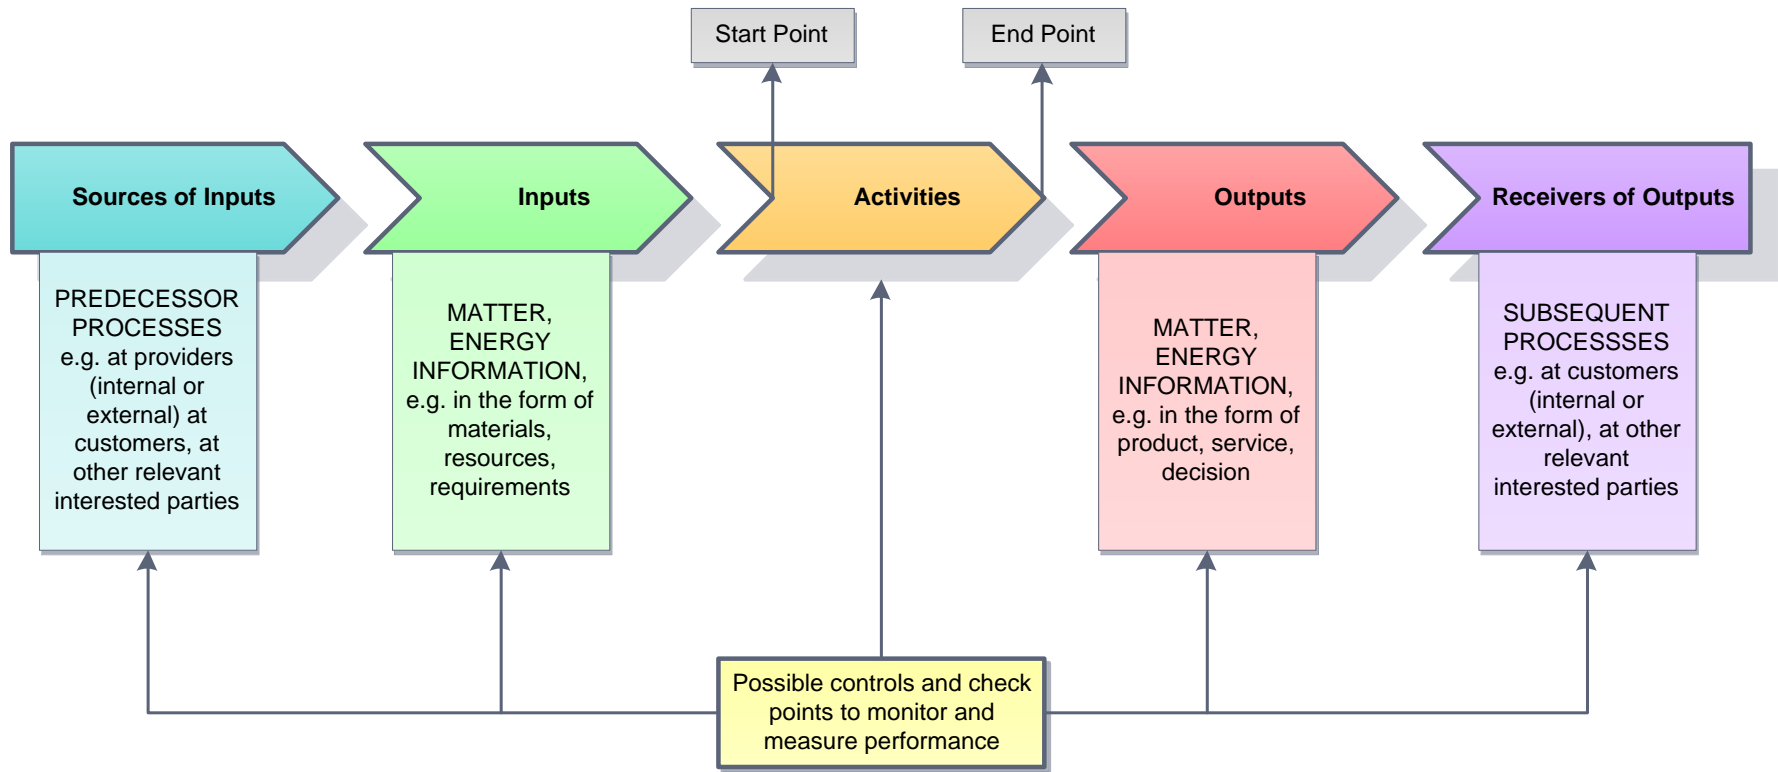 Start Point
End Point
Sources of Inputs
Inputs
Activities
Outputs
Receivers of Outputs
PREDECESSOR
PROCESSES
e.g. at providers
(internal or
external) at
customers, at
other relevant
interested parties
MATTER,
ENERGY
INFORMATION,
e.g. in the form of
materials,
resources,
requirements
MATTER,
ENERGY
INFORMATION,
e.g. in the form of
product, service,
decision
SUBSEQUENT
PROCESSSES
e.g. at customers
(internal or
external), at other
relevant
interested parties
Possible controls and check
points to monitor and
measure performance